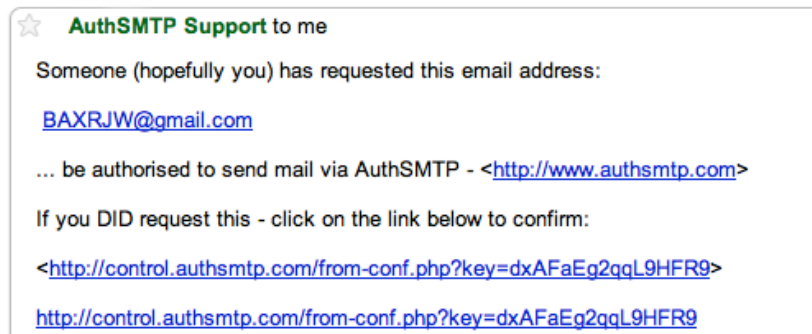 AuthSMTP Support to me
Someone (hopefully you) has requested this email address:
BAXRJW@gmail.com
... be authorised to send mail via AuthSMTP - <http://www.authsmtp.com>
If you DID request this - click on the link below to confirm:
<http://control.authsmtp.com/from-conf.php?key=dxAFaEg2qqL9HFR9>
http://control.authsmtp.com/from-conf.php?key=dxAFaEg2qqL9HFR9